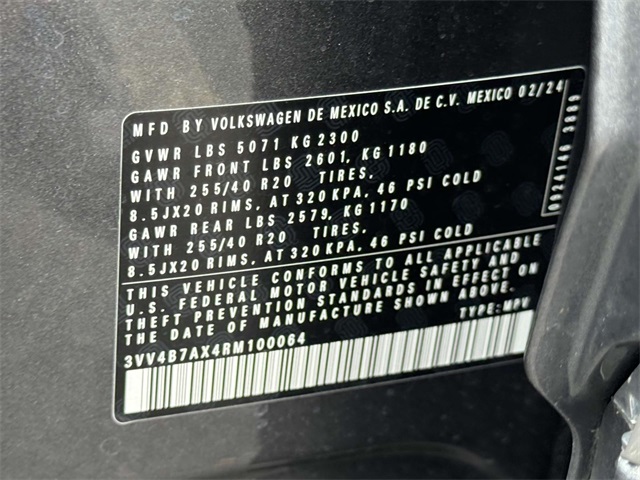 MFD BY VOLKSWAGEN DE MEXICO S.A. DE C.V. MEXICO 02/24
GVWR LBS 5071 KG 2300
GAWR FRONT LBS 2601, KG 1180
WITH 255/40 R20 TIRES,
8.5JX20 RIMS, AT 320 KPA, 46 PSI COLD
GAWR REAR LBS 2579, KG 1170
WITH 255/40 R20 TIRES,
8.5JX20 RIMS, AT 320 KPA, 46 PSI COLD
THIS VEHICLE CONFORMS TO ALL APPLICABLE
U.S. FEDERAL MOTOR VEHICLE SAFETY AND
THEFT PREVENTION STANDARDS IN EFFECT ON
THE DATE OF MANUFACTURE SHOWN ABOVE.
TYPE: MPV
3VV4B7AX4RM100064